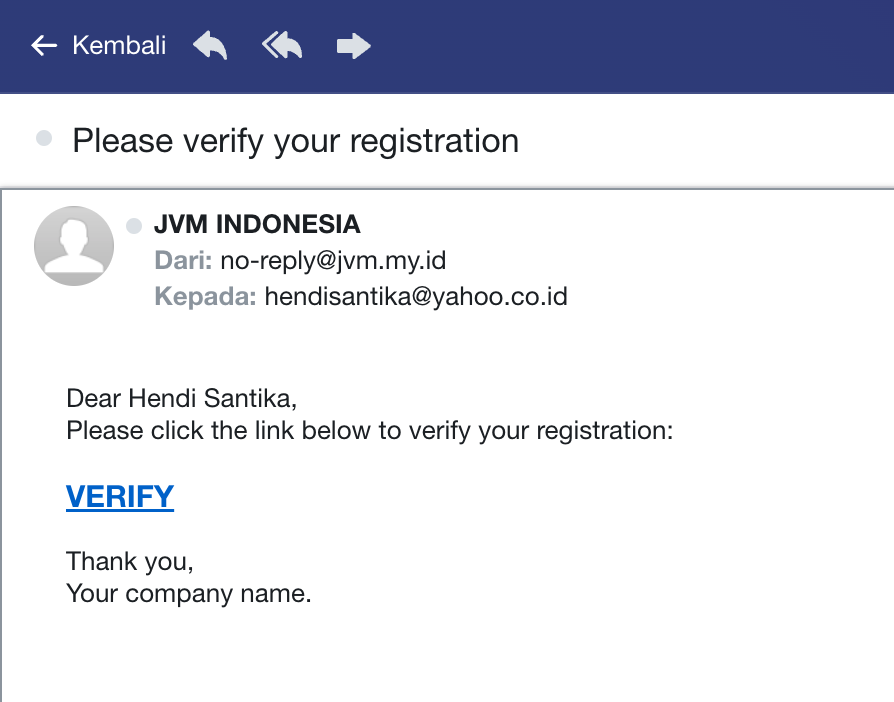 Kembali
Please verify your registration
JVM INDONESIA
Dari: no-reply@jvm.my.id
Kepada: hendisantika@yahoo.co.id
Dear Hendi Santika,
Please click the link below to verify your registration:
VERIFY
Thank you,
Your company name.